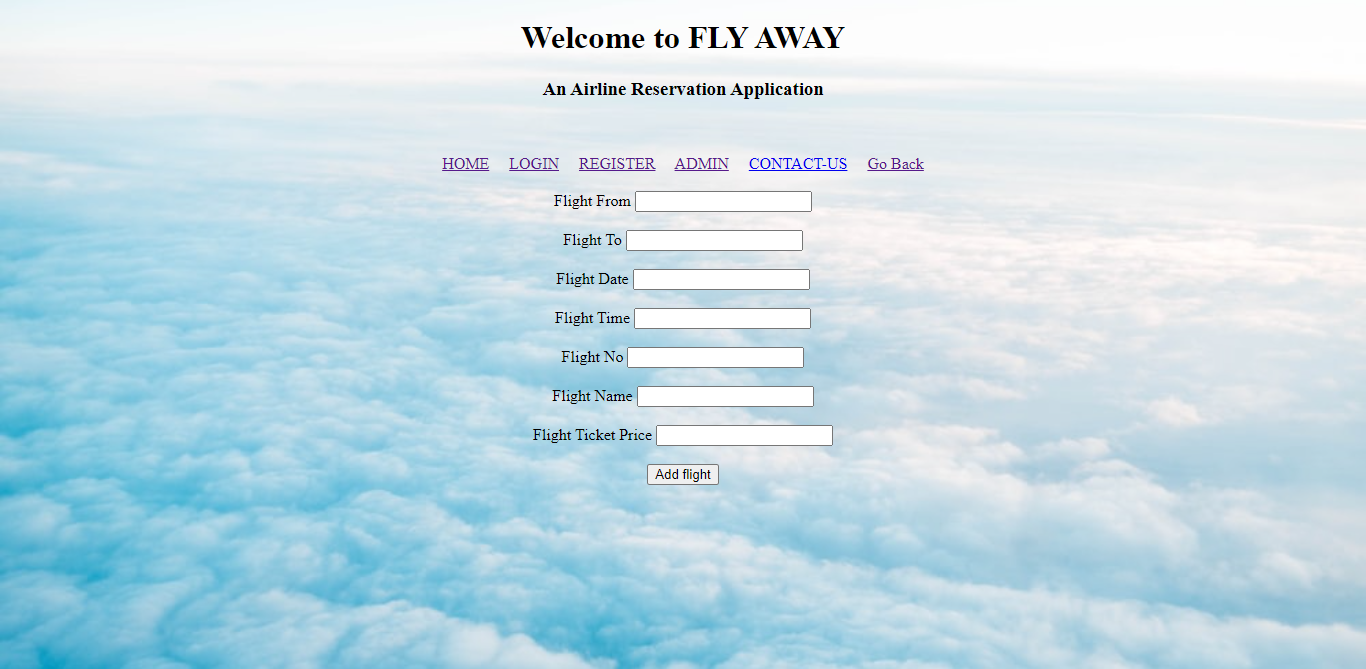 Welcome to FLY AWAY
An Airline Reservation Application
HOME LOGIN REGISTER ADMIN CONTACT-US Go Back
Flight From
Flight To
Flight Date
Flight Time
Flight No
Flight Name
Flight Ticket Price
Add flight